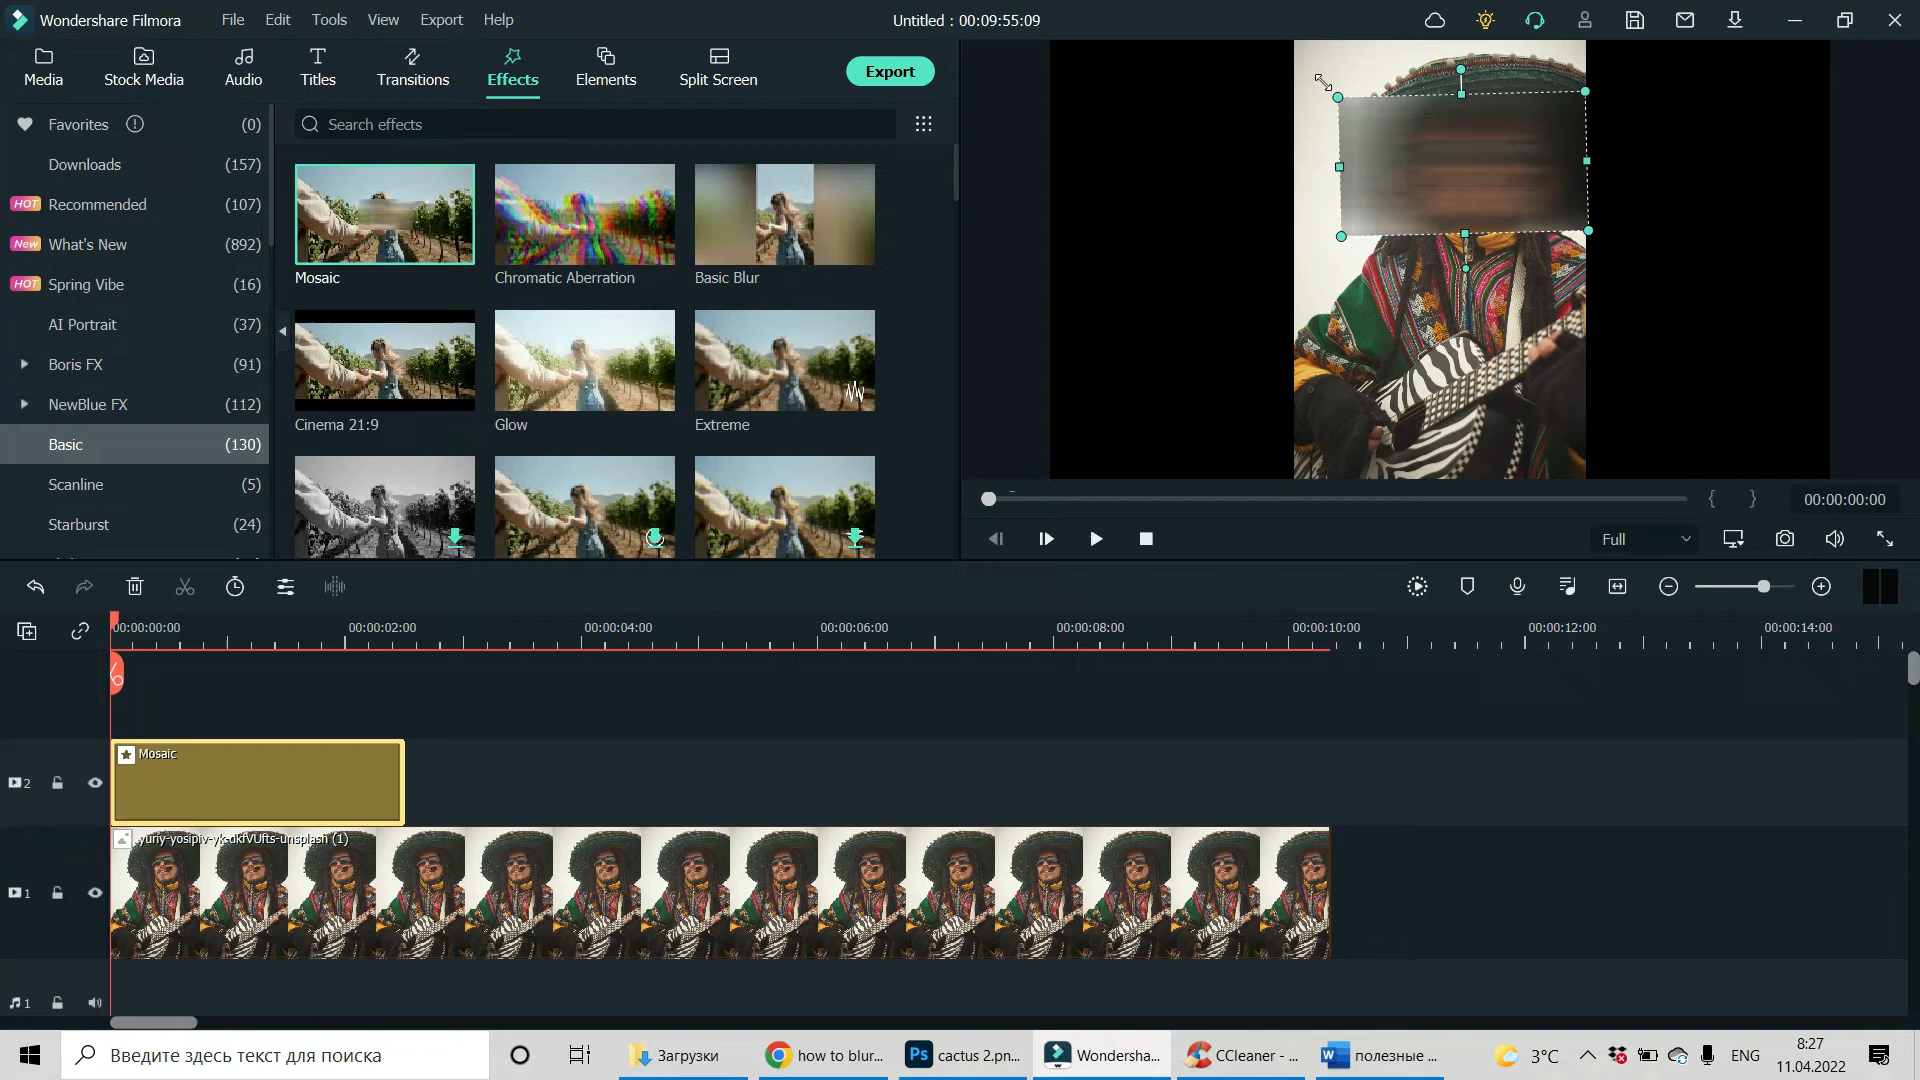 Wondershare Filmora
File Edit Tools View Export Help
Untitled : 00:09:55:09
Media Stock Media Audio Titles Transitions Effects Elements Split Screen
Export
Favorites (0)
Search effects
Downloads (157)
HOT Recommended (107)
New What's New (892)
HOT Spring Vibe (16)
AI Portrait (37)
Boris FX (91)
NewBlue FX (112)
Basic (130)
Scanline (5)
Starburst (24)
Mosaic Chromatic Aberration Basic Blur
Cinema 21:9 Glow Extreme
00:00:00:00
Full
00:00:00:00 00:00:02:00 00:00:04:00 00:00:06:00 00:00:08:00 00:00:10:00 00:00:12:00 00:00:14:00
Mosaic
2
yuriy-yosipiv-yk-dkfVUfts-unsplash (1)
1
1
Введите здесь текст для поиска
Загрузки
how to blur...
Ps cactus 2.pn...
Wondersha...
CCleaner - ...
полезные ...
3°C
ENG
8:27
11.04.2022